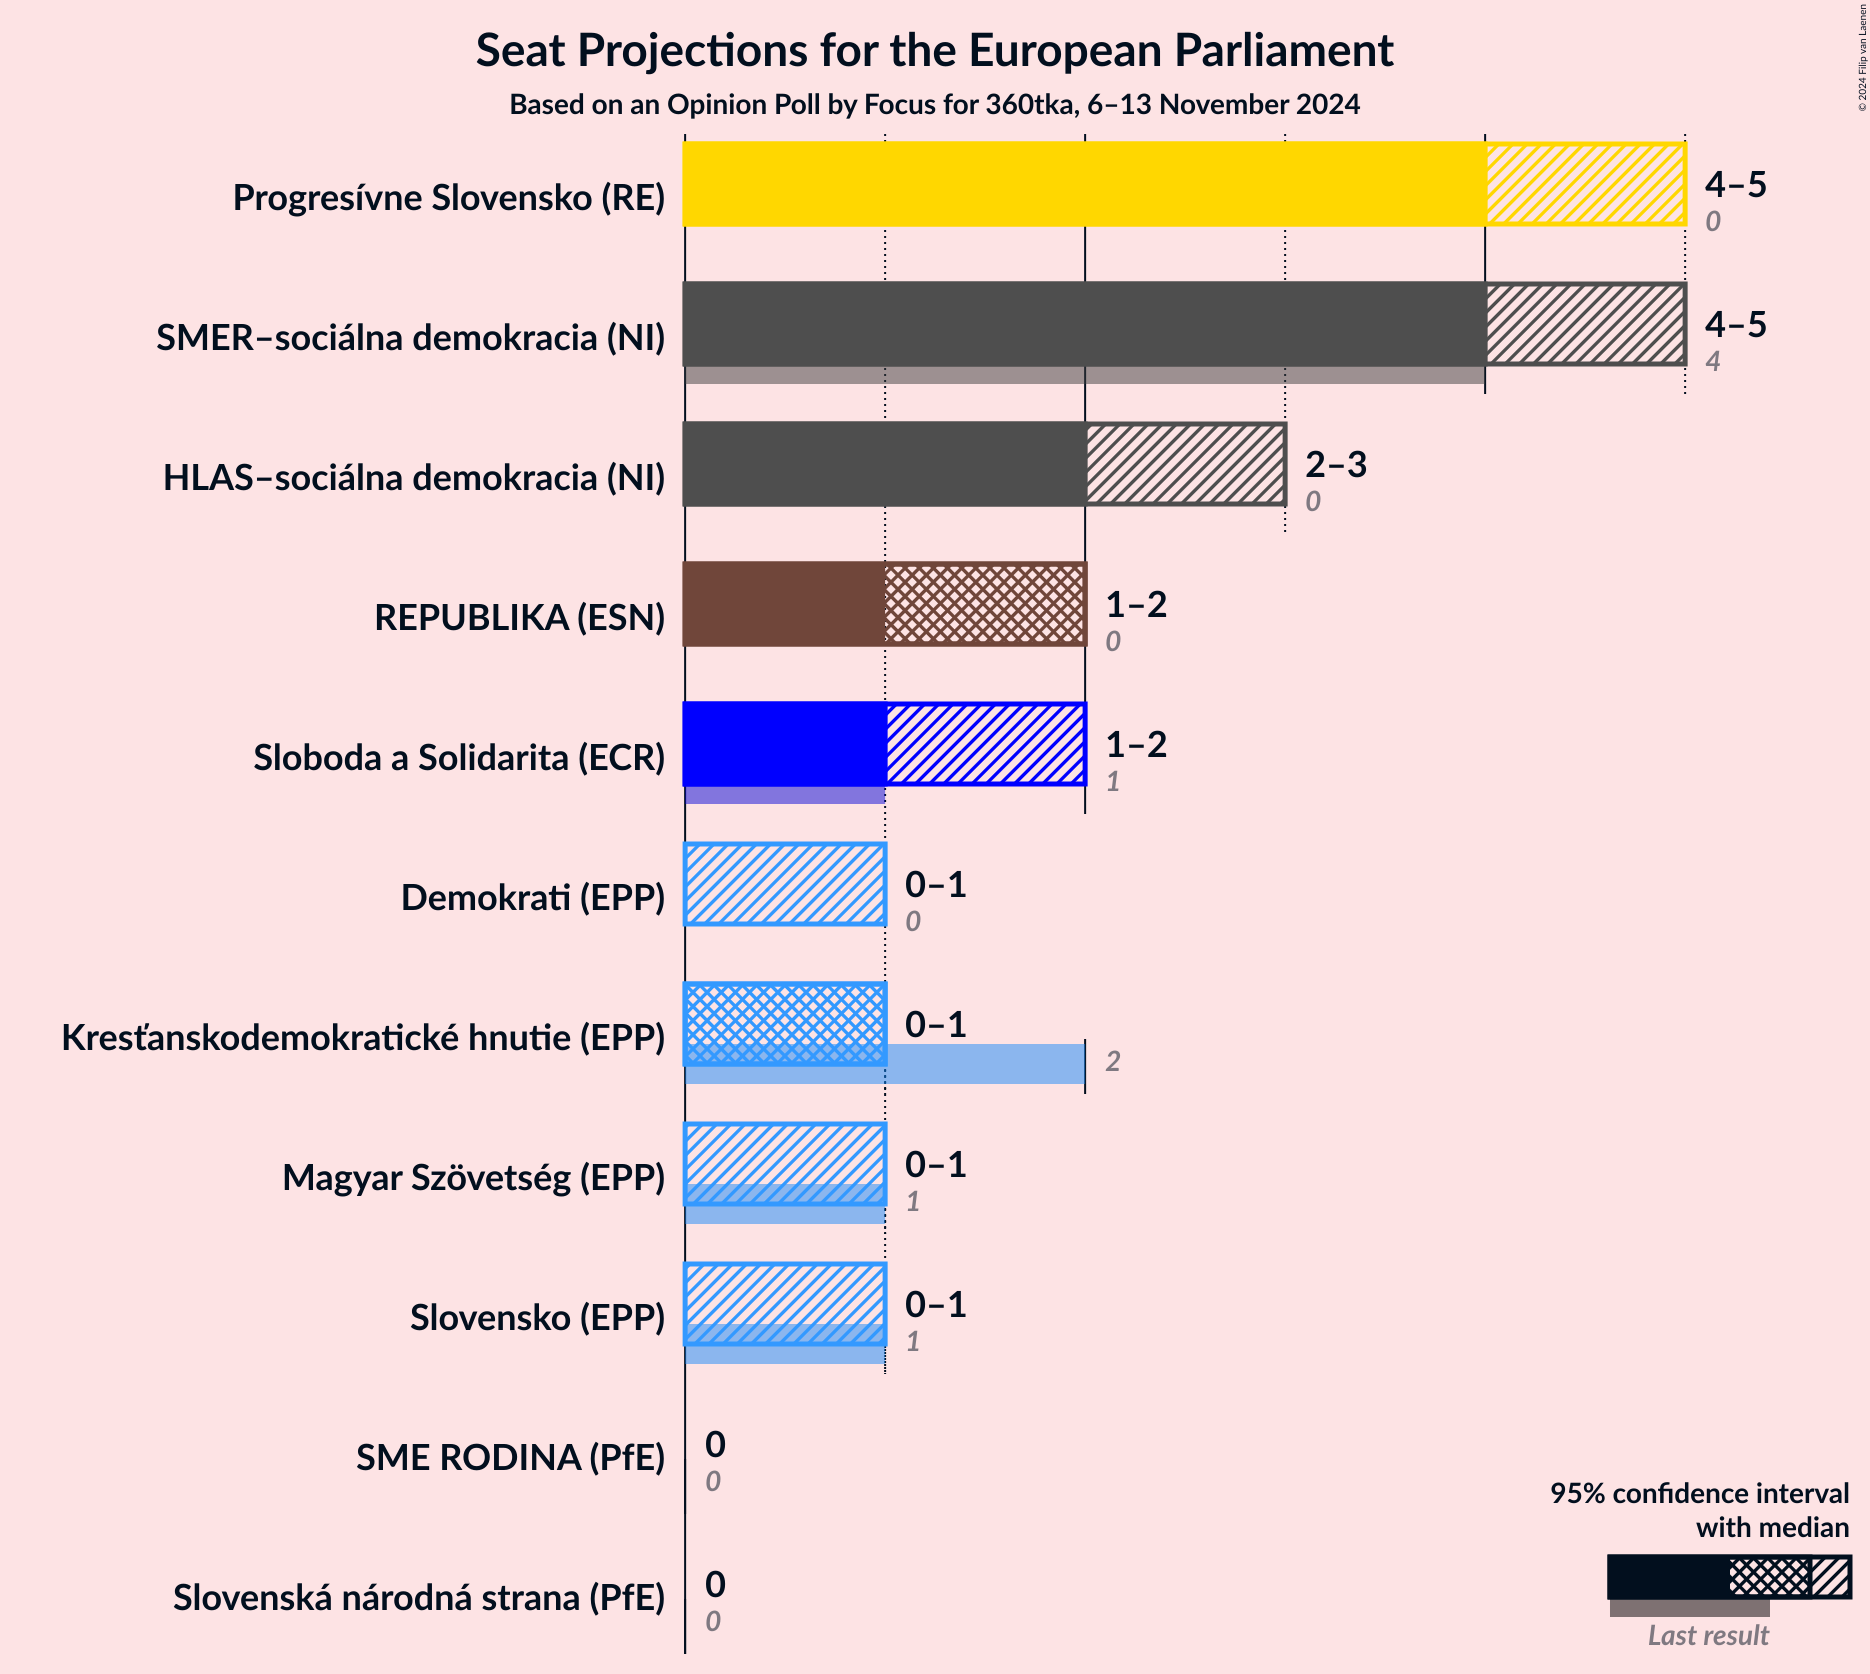 Seat Projections for the European Parliament
Based on an Opinion Poll by Focus for 360tka, 6–13 November 2024
© 2024 Filip van Laenen
Progresívne Slovensko (RE)
4–5
0
SMER–sociálna demokracia (NI)
4–5
4
HLAS–sociálna demokracia (NI)
2–3
0
REPUBLIKA (ESN)
1–2
0
Sloboda a Solidarita (ECR)
1–2
1
Demokrati (EPP)
0–1
0
Kresťanskodemokratické hnutie (EPP)
0–1
2
Magyar Szövetség (EPP)
0–1
1
Slovensko (EPP)
0–1
1
SME RODINA (PfE)
0
0
Slovenská národná strana (PfE)
0
0
95% confidence interval
with median
Last result